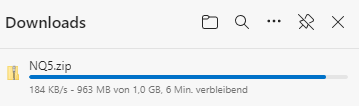 Downloads
NQ5.zip
184 KB/s - 963 MB von 1,0 GB, 6 Min. verbleibend